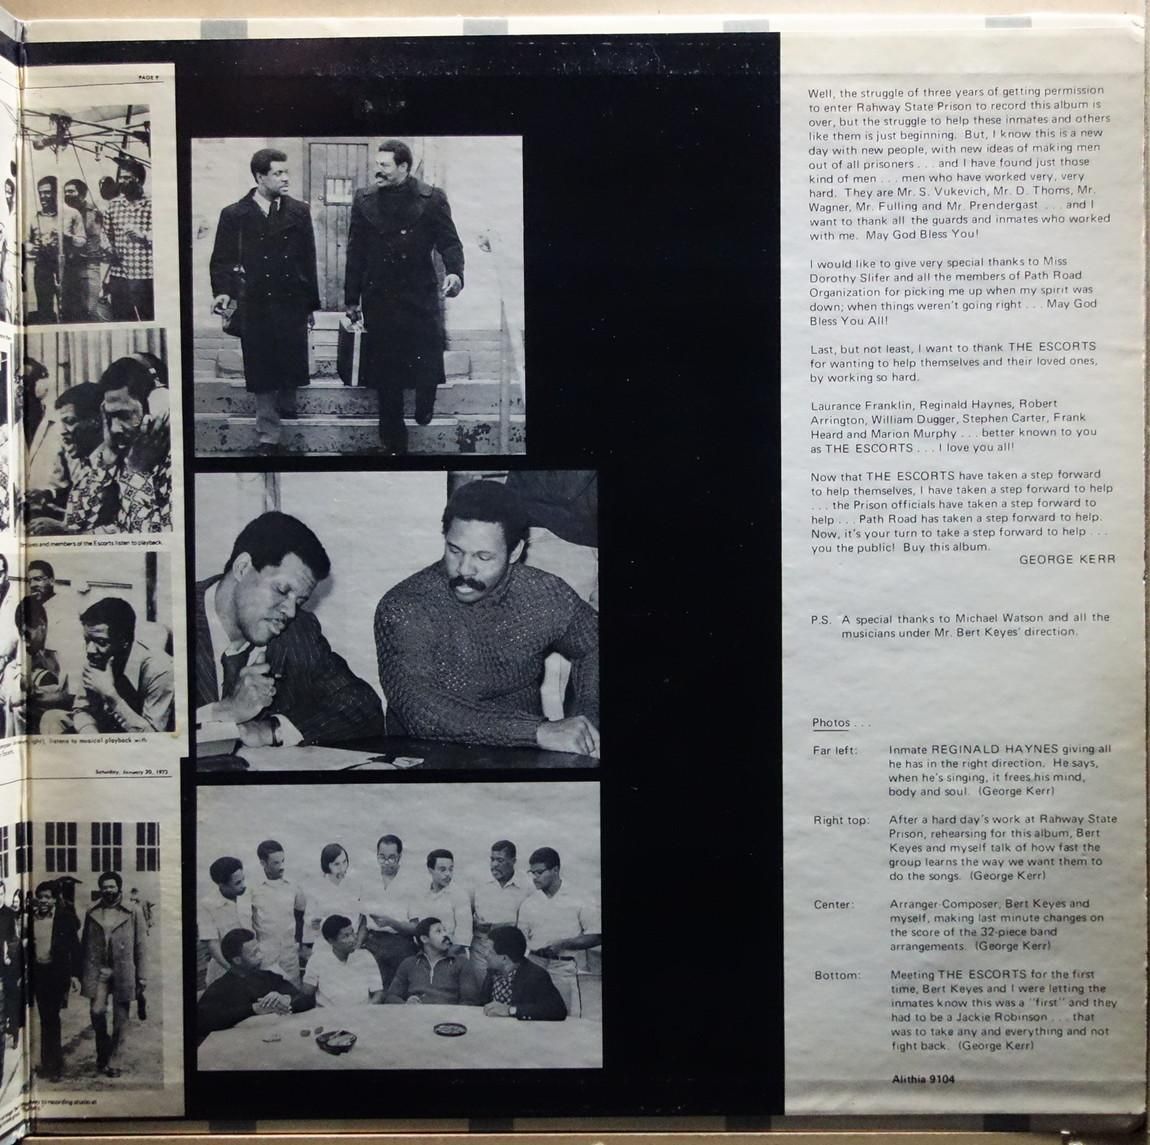 PAGE 9
and members of the Escorts listen to playback.
listens to musical playback with
Saturday, January 20, 1973
to recording studio at
Well, the struggle of three years of getting permission
to enter Rahway State Prison to record this album is
over, but the struggle to help these inmates and others
like them is just beginning. But, I know this is a new
day with new people, with new ideas of making men
out of all prisoners . . . and I have found just those
kind of men . . . men who have worked very, very
hard. They are Mr. S. Vukevich, Mr. D. Thoms, Mr.
Wagner, Mr. Fulling and Mr. Prendergast . . . and I
want to thank all the guards and inmates who worked
with me. May God Bless You!
I would like to give very special thanks to Miss
Dorothy Slifer and all the members of Path Road
Organization for picking me up when my spirit was
down; when things weren't going right . . . May God
Bless You All!
Last, but not least, I want to thank THE ESCORTS
for wanting to help themselves and their loved ones,
by working so hard.
Laurance Franklin, Reginald Haynes, Robert
Arrington, William Dugger, Stephen Carter, Frank
Heard and Marion Murphy . . . better known to you
as THE ESCORTS . . . I love you all!
Now that THE ESCORTS have taken a step forward
to help themselves, I have taken a step forward to help
. . . the Prison officials have taken a step forward to
help . . . Path Road has taken a step forward to help.
Now, it's your turn to take a step forward to help . . .
you the public! Buy this album.
GEORGE KERR
P.S. A special thanks to Michael Watson and all the
musicians under Mr. Bert Keyes' direction.
Photos . . .
Far left: Inmate REGINALD HAYNES giving all
he has in the right direction. He says,
when he's singing, it frees his mind,
body and soul. (George Kerr)
Right top: After a hard day's work at Rahway State
Prison, rehearsing for this album, Bert
Keyes and myself talk of how fast the
group learns the way we want them to
do the songs. (George Kerr)
Center: Arranger-Composer, Bert Keyes and
myself, making last minute changes on
the score of the 32-piece band
arrangements. (George Kerr)
Bottom: Meeting THE ESCORTS for the first
time, Bert Keyes and I were letting the
inmates know this was a "first" and they
had to be a Jackie Robinson . . . that
was to take any and everything and not
fight back. (George Kerr)
Alithia 9104